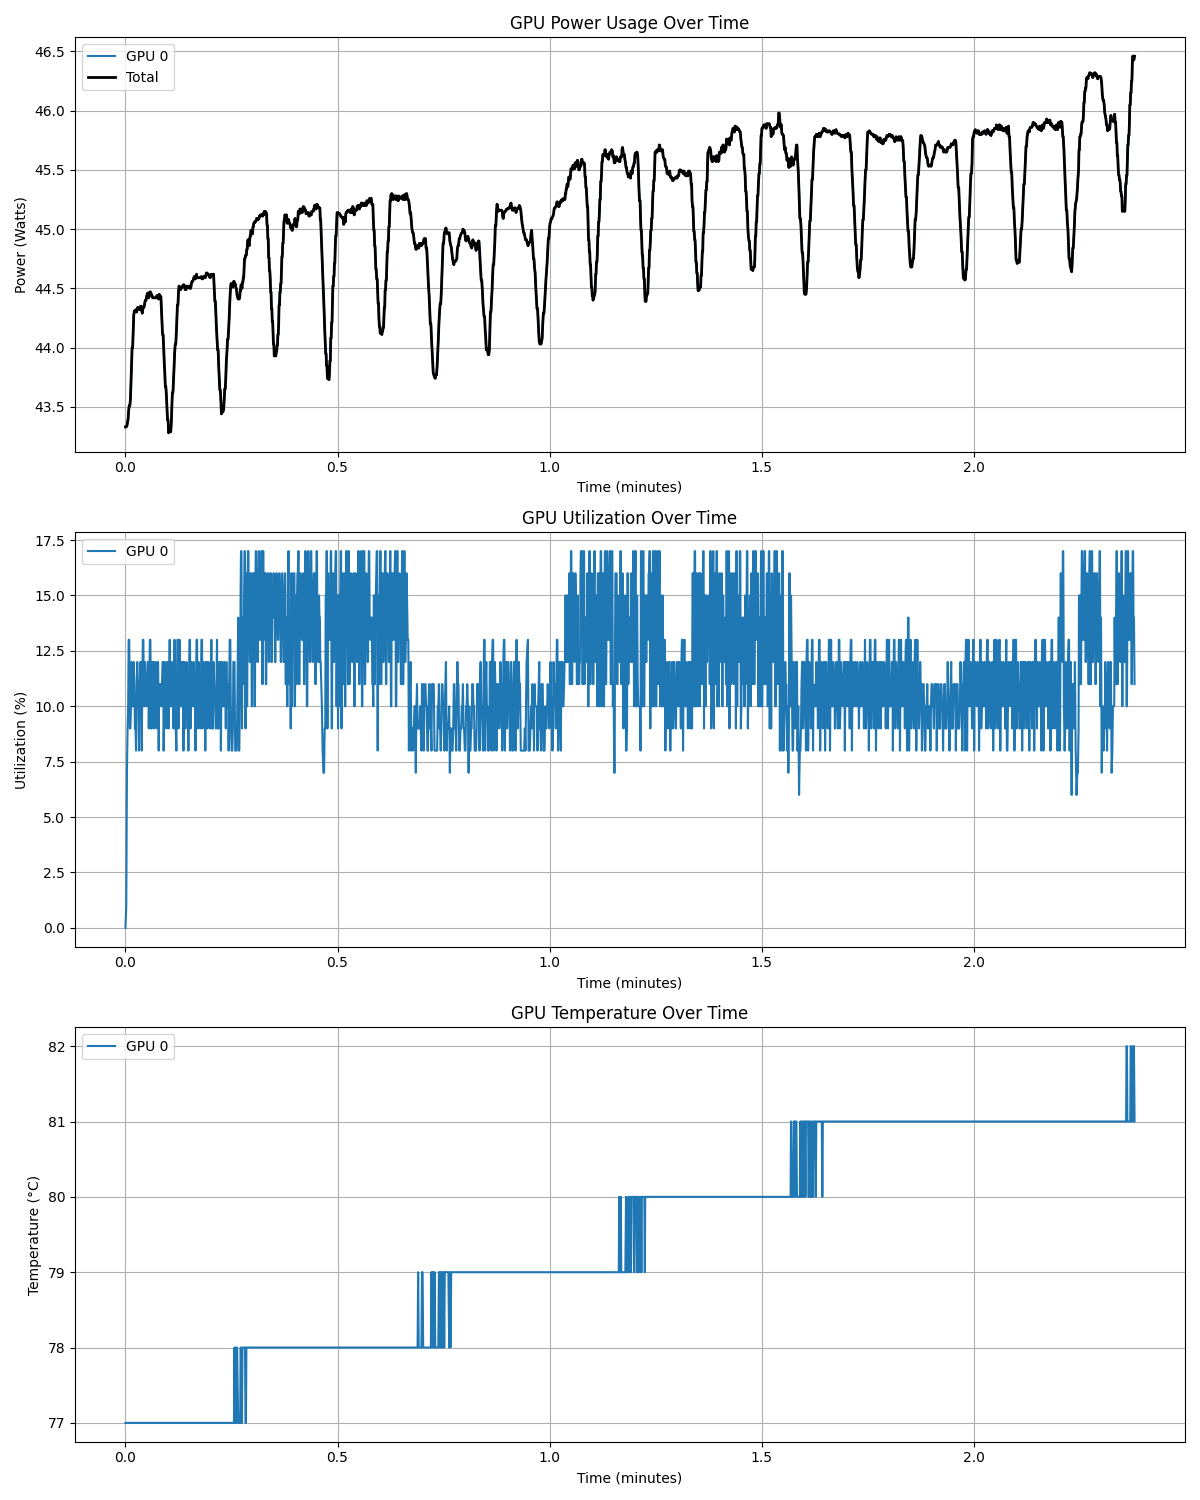 GPU Power Usage Over Time
GPU 0
Total
46.5
46.0
45.5
45.0
44.5
44.0
43.5
Power (Watts)
0.0 0.5 1.0 1.5 2.0
Time (minutes)
GPU Utilization Over Time
GPU 0
17.5
15.0
12.5
10.0
7.5
5.0
2.5
0.0
Utilization (%)
0.0 0.5 1.0 1.5 2.0
Time (minutes)
GPU Temperature Over Time
GPU 0
82
81
80
79
78
77
Temperature (°C)
0.0 0.5 1.0 1.5 2.0
Time (minutes)